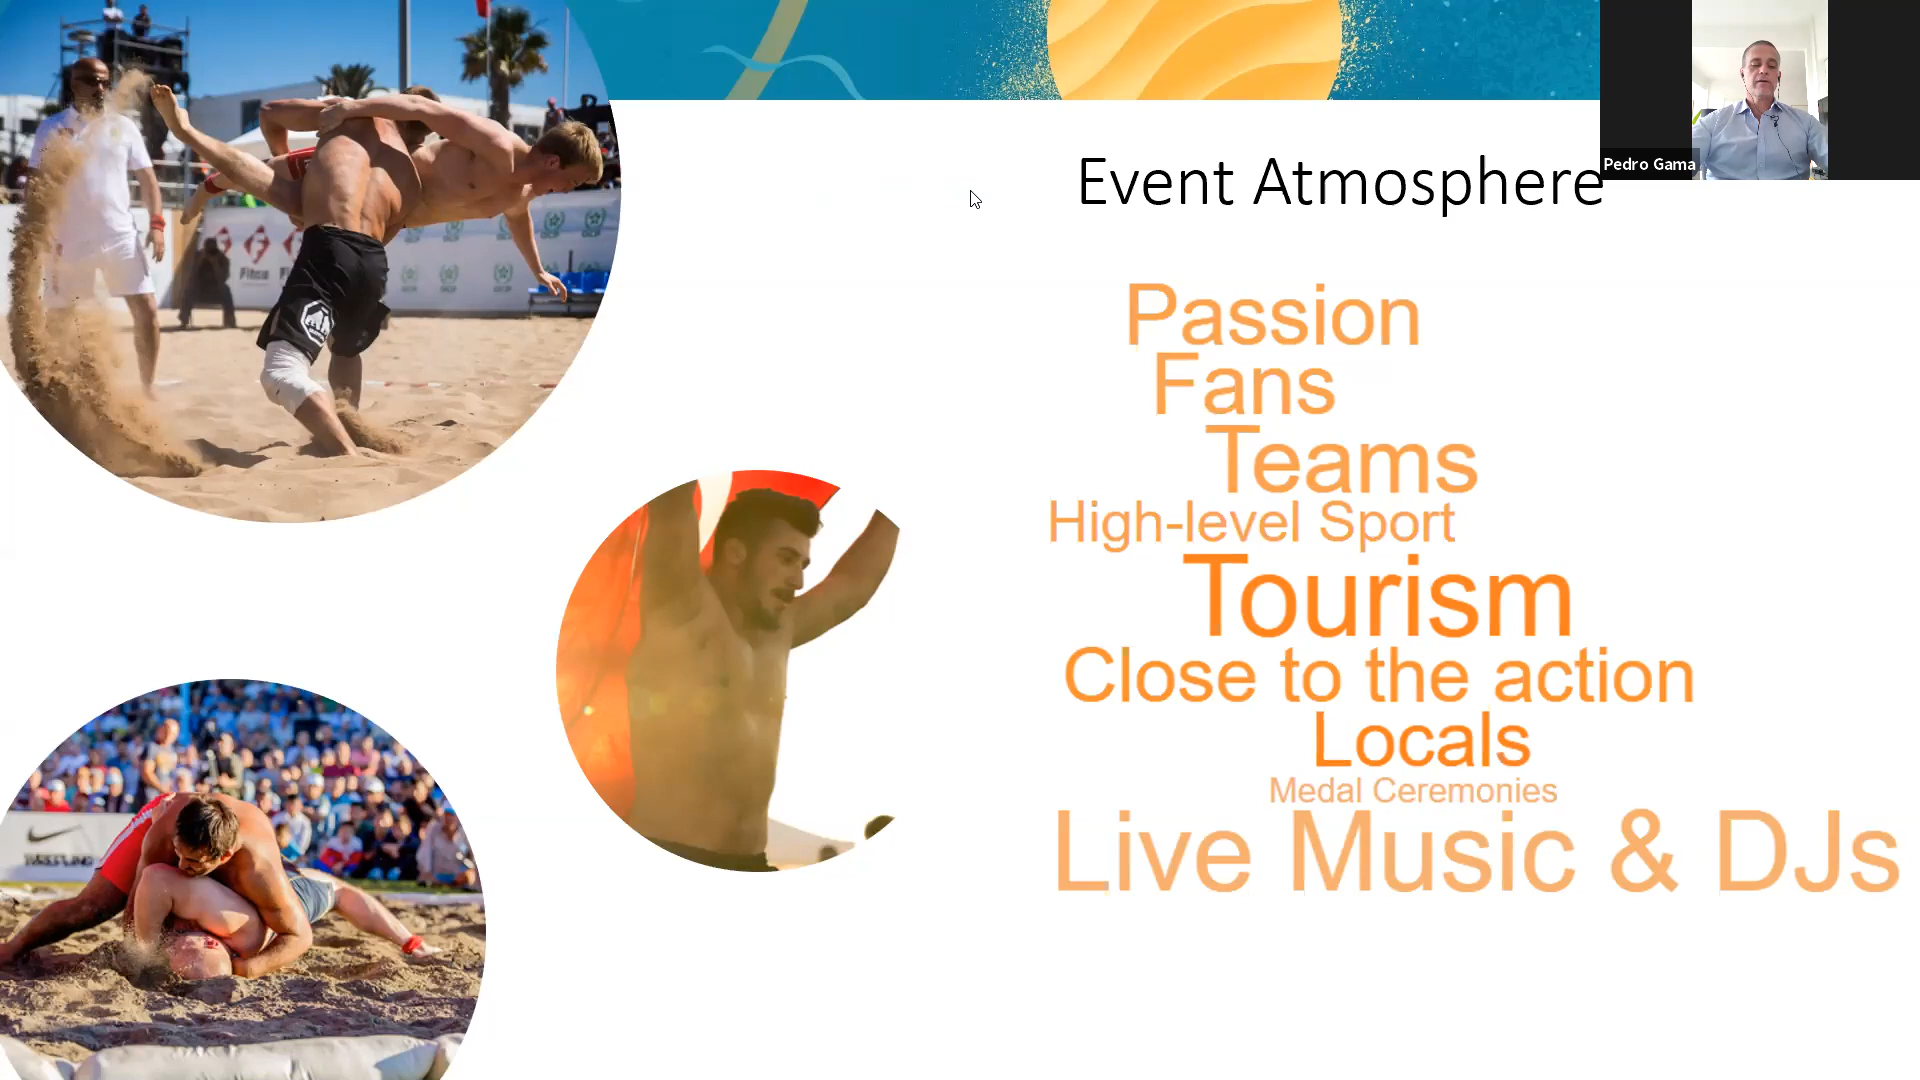 Pedro Gama
Event Atmosphere
Passion
Fans
Teams
High-level Sport
Tourism
Close to the action
Locals
Medal Ceremonies
Live Music & DJs
WRESTLING